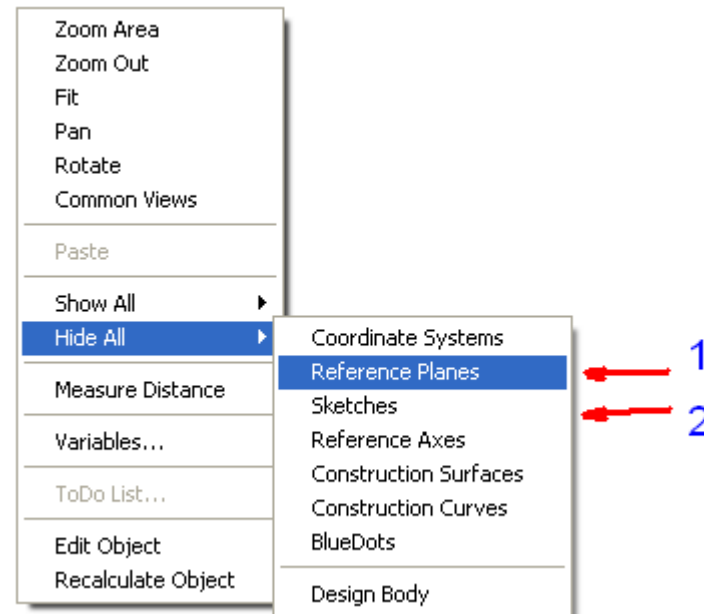 Zoom Area
Zoom Out
Fit
Pan
Rotate
Common Views
Paste
Show All
Hide All
Measure Distance
Variables...
ToDo List...
Edit Object
Recalculate Object
Coordinate Systems
Reference Planes
Sketches
Reference Axes
Construction Surfaces
Construction Curves
BlueDots
Design Body
1
2